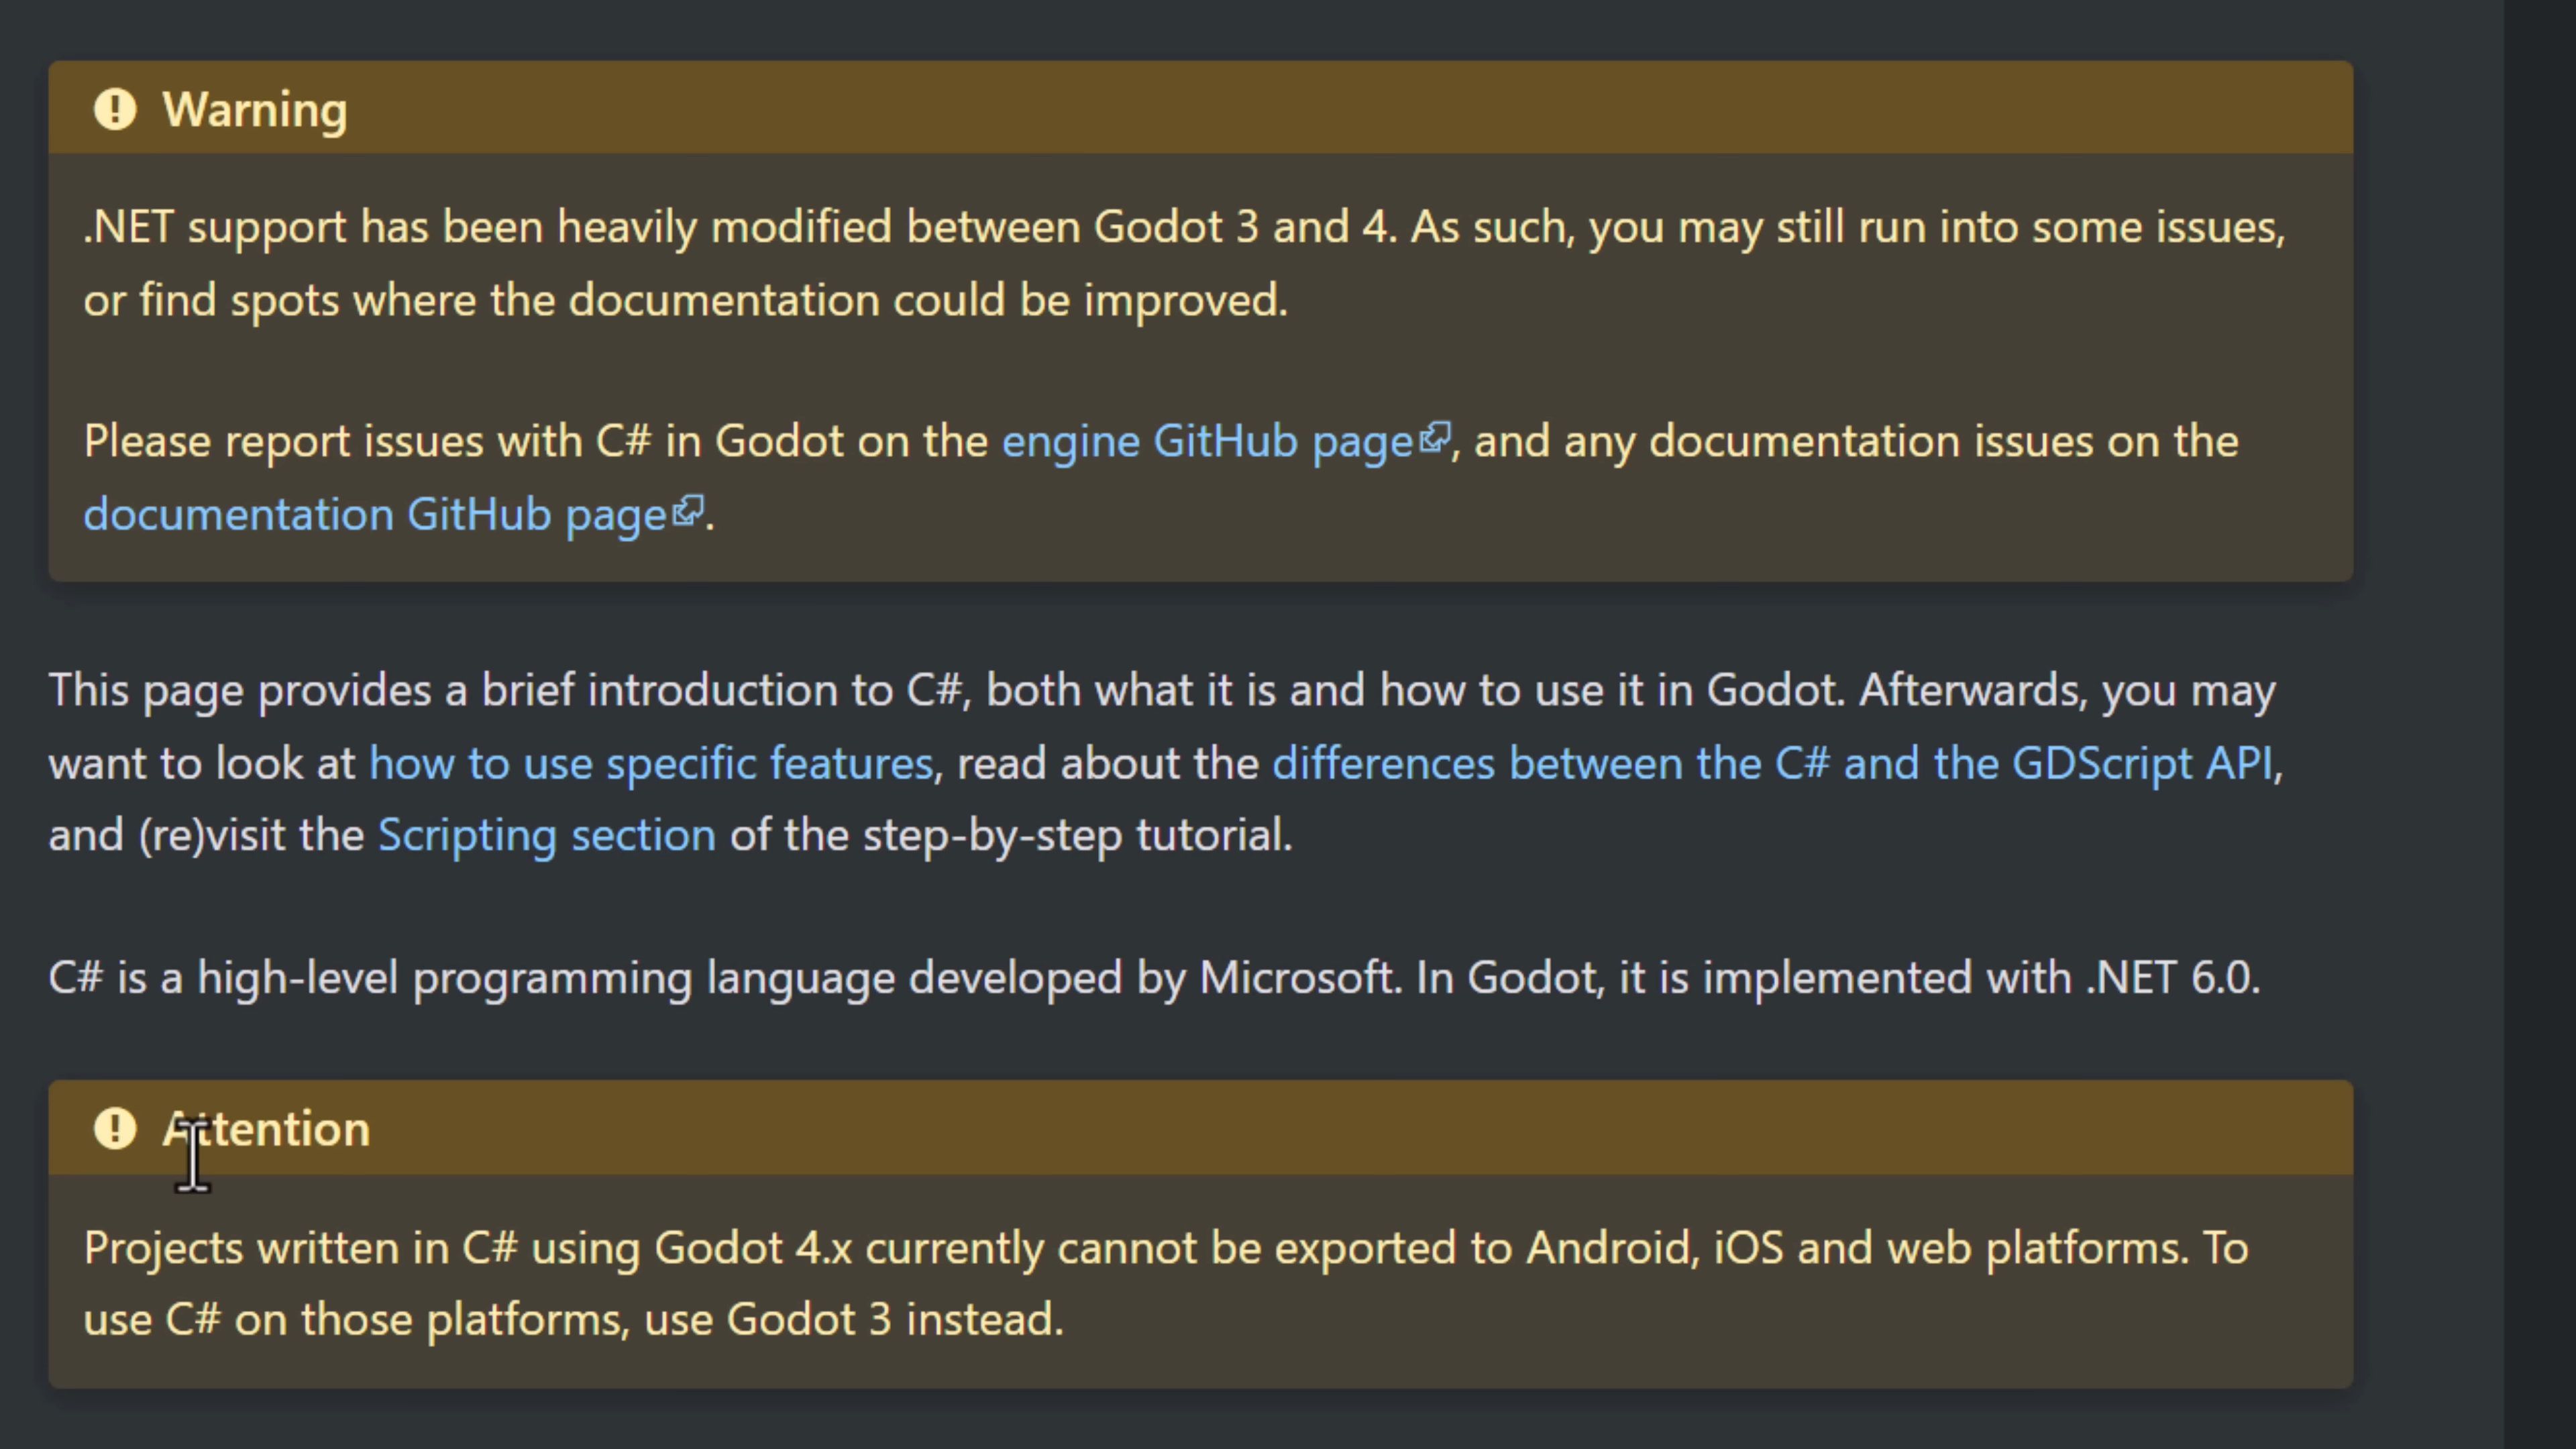 Warning
.NET support has been heavily modified between Godot 3 and 4. As such, you may still run into some issues,
or find spots where the documentation could be improved.
Please report issues with C# in Godot on the engine GitHub page, and any documentation issues on the
documentation GitHub page.
This page provides a brief introduction to C#, both what it is and how to use it in Godot. Afterwards, you may
want to look at how to use specific features, read about the differences between the C# and the GDScript API,
and (re)visit the Scripting section of the step-by-step tutorial.
C# is a high-level programming language developed by Microsoft. In Godot, it is implemented with .NET 6.0.
Attention
Projects written in C# using Godot 4.x currently cannot be exported to Android, iOS and web platforms. To
use C# on those platforms, use Godot 3 instead.